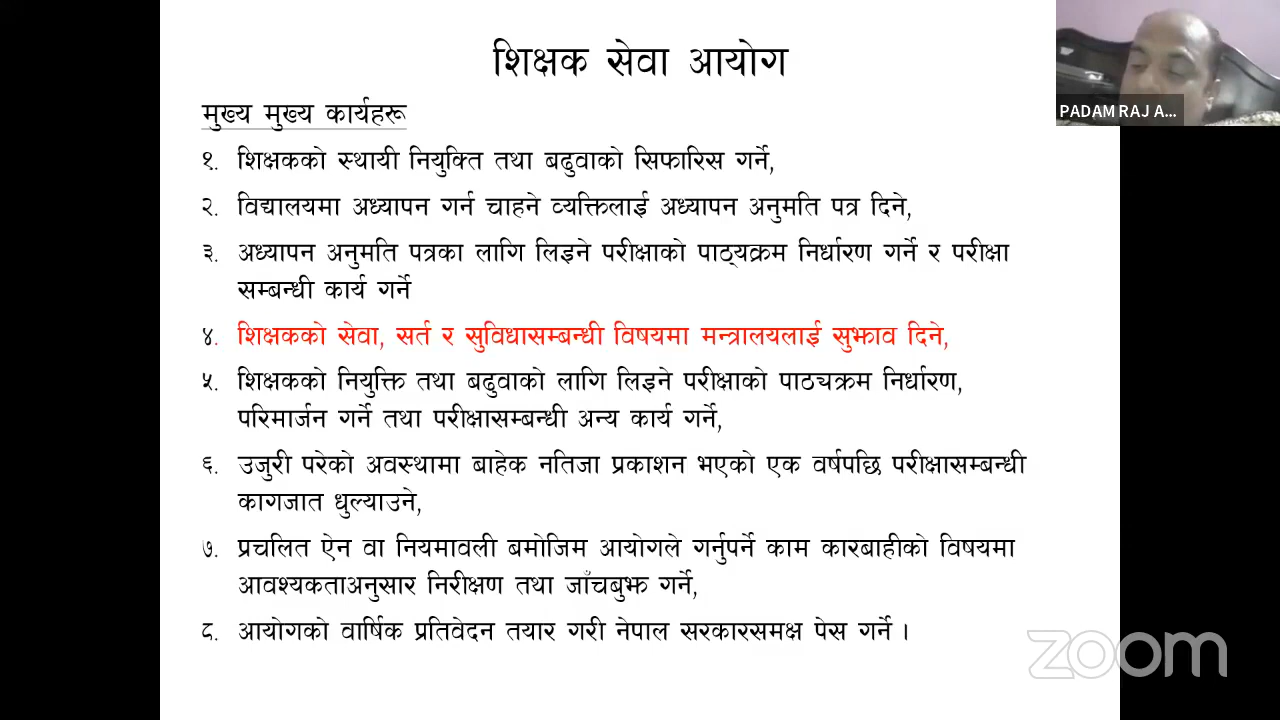 शिक्षक सेवा आयोग
PADAM RAJ A...
मुख्य मुख्य कार्यहरू
१. शिक्षकको स्थायी नियुक्ति तथा बढुवाको सिफारिस गर्ने,
२. विद्यालयमा अध्यापन गर्न चाहने व्यक्तिलाई अध्यापन अनुमति पत्र दिने,
३. अध्यापन अनुमति पत्रका लागि लिइने परीक्षाको पाठ्यक्रम निर्धारण गर्ने र परीक्षा
सम्बन्धी कार्य गर्ने
४. शिक्षकको सेवा, सर्त र सुविधासम्बन्धी विषयमा मन्त्रालयलाई सुझाव दिने,
५. शिक्षकको नियुक्ति तथा बढुवाको लागि लिइने परीक्षाको पाठ्यक्रम निर्धारण,
परिमार्जन गर्ने तथा परीक्षासम्बन्धी अन्य कार्य गर्ने,
६. उजुरी परेको अवस्थामा बाहेक नतिजा प्रकाशन भएको एक वर्षपछि परीक्षासम्बन्धी
कागजात धुल्याउने,
७. प्रचलित ऐन वा नियमावली बमोजिम आयोगले गर्नुपर्ने काम कारबाहीको विषयमा
आवश्यकताअनुसार निरीक्षण तथा जाँचबुझ गर्ने,
८. आयोगको वार्षिक प्रतिवेदन तयार गरी नेपाल सरकारसमक्ष पेस गर्ने ।
zoom